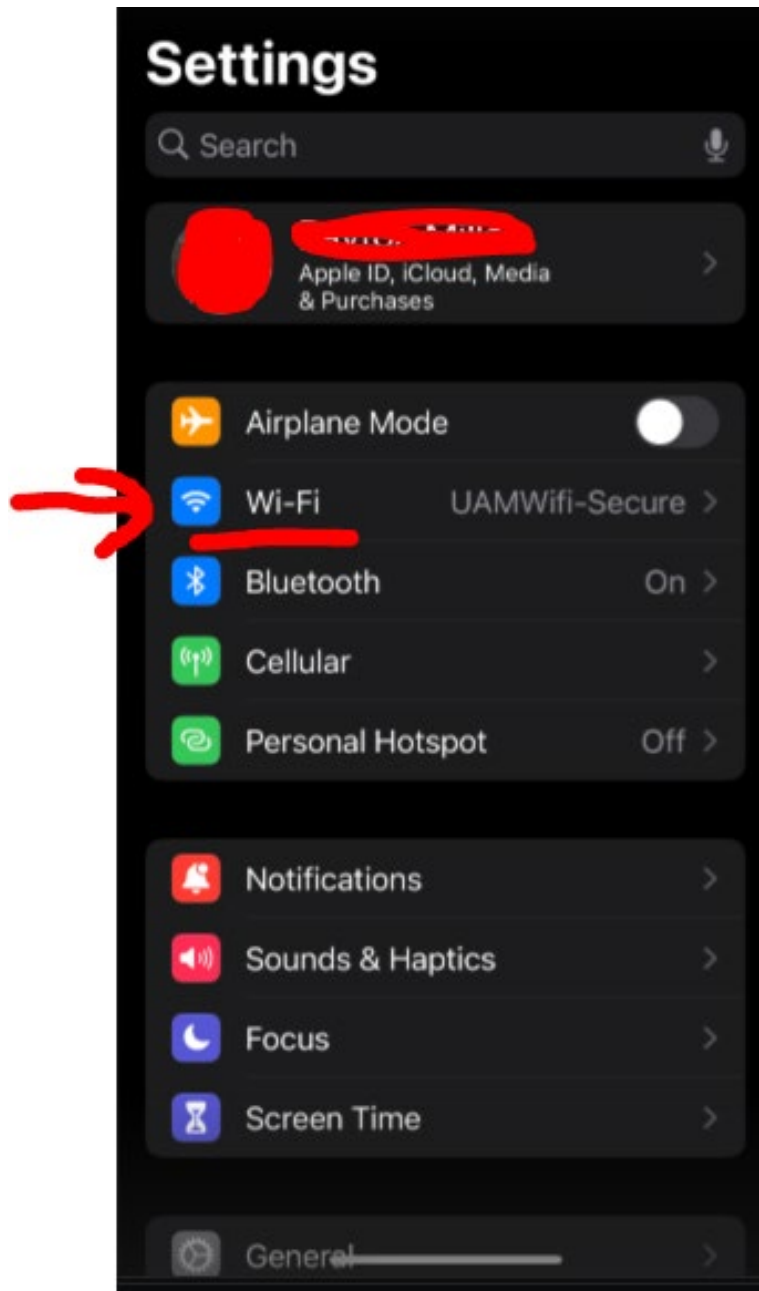 Settings
Search
Apple ID, iCloud, Media
& Purchases
Airplane Mode
Wi-Fi UAMWifi-Secure
Bluetooth On
Cellular
Personal Hotspot Off
Notifications
Sounds & Haptics
Focus
Screen Time
General